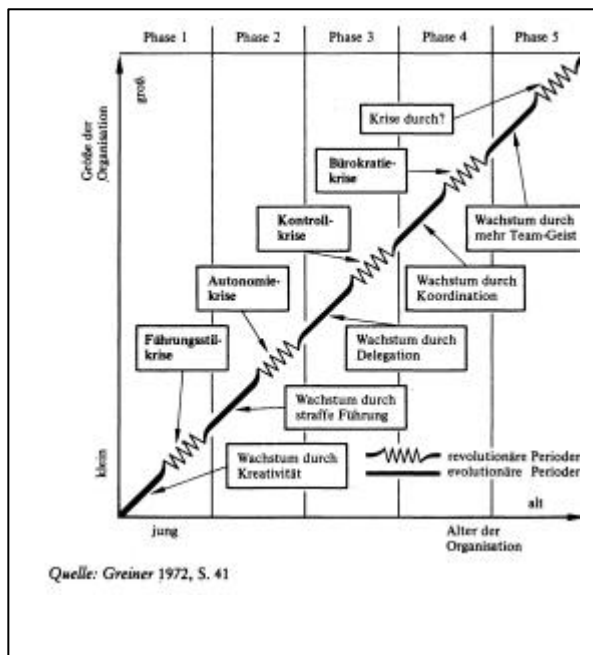 Phase 1 Phase 2 Phase 3 Phase 4 Phase 5
groß
Größe der
Organisation
klein
Krise durch?
Bürokratie-
krise
Kontroll-
krise
Autonomie-
krise
Führungsstil-
krise
Wachstum durch
mehr Team-Geist
Wachstum durch
Koordination
Wachstum durch
Delegation
Wachstum durch
straffe Führung
Wachstum durch
Kreativität
revolutionäre Perioden
evolutionäre Perioden
alt
jung
Alter der
Organisation
Quelle: Greiner 1972, S. 41